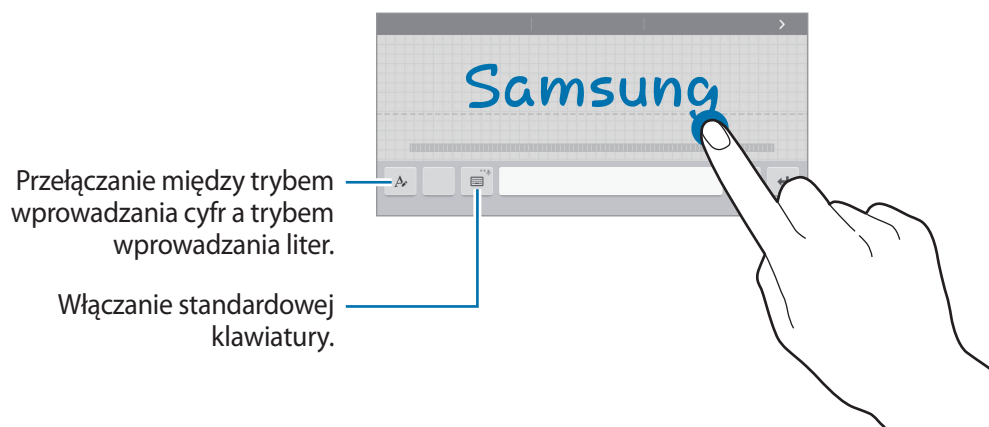 Samsung
Przełączanie między trybem
wprowadzania cyfr a trybem
wprowadzania liter.
Włączanie standardowej
klawiatury.